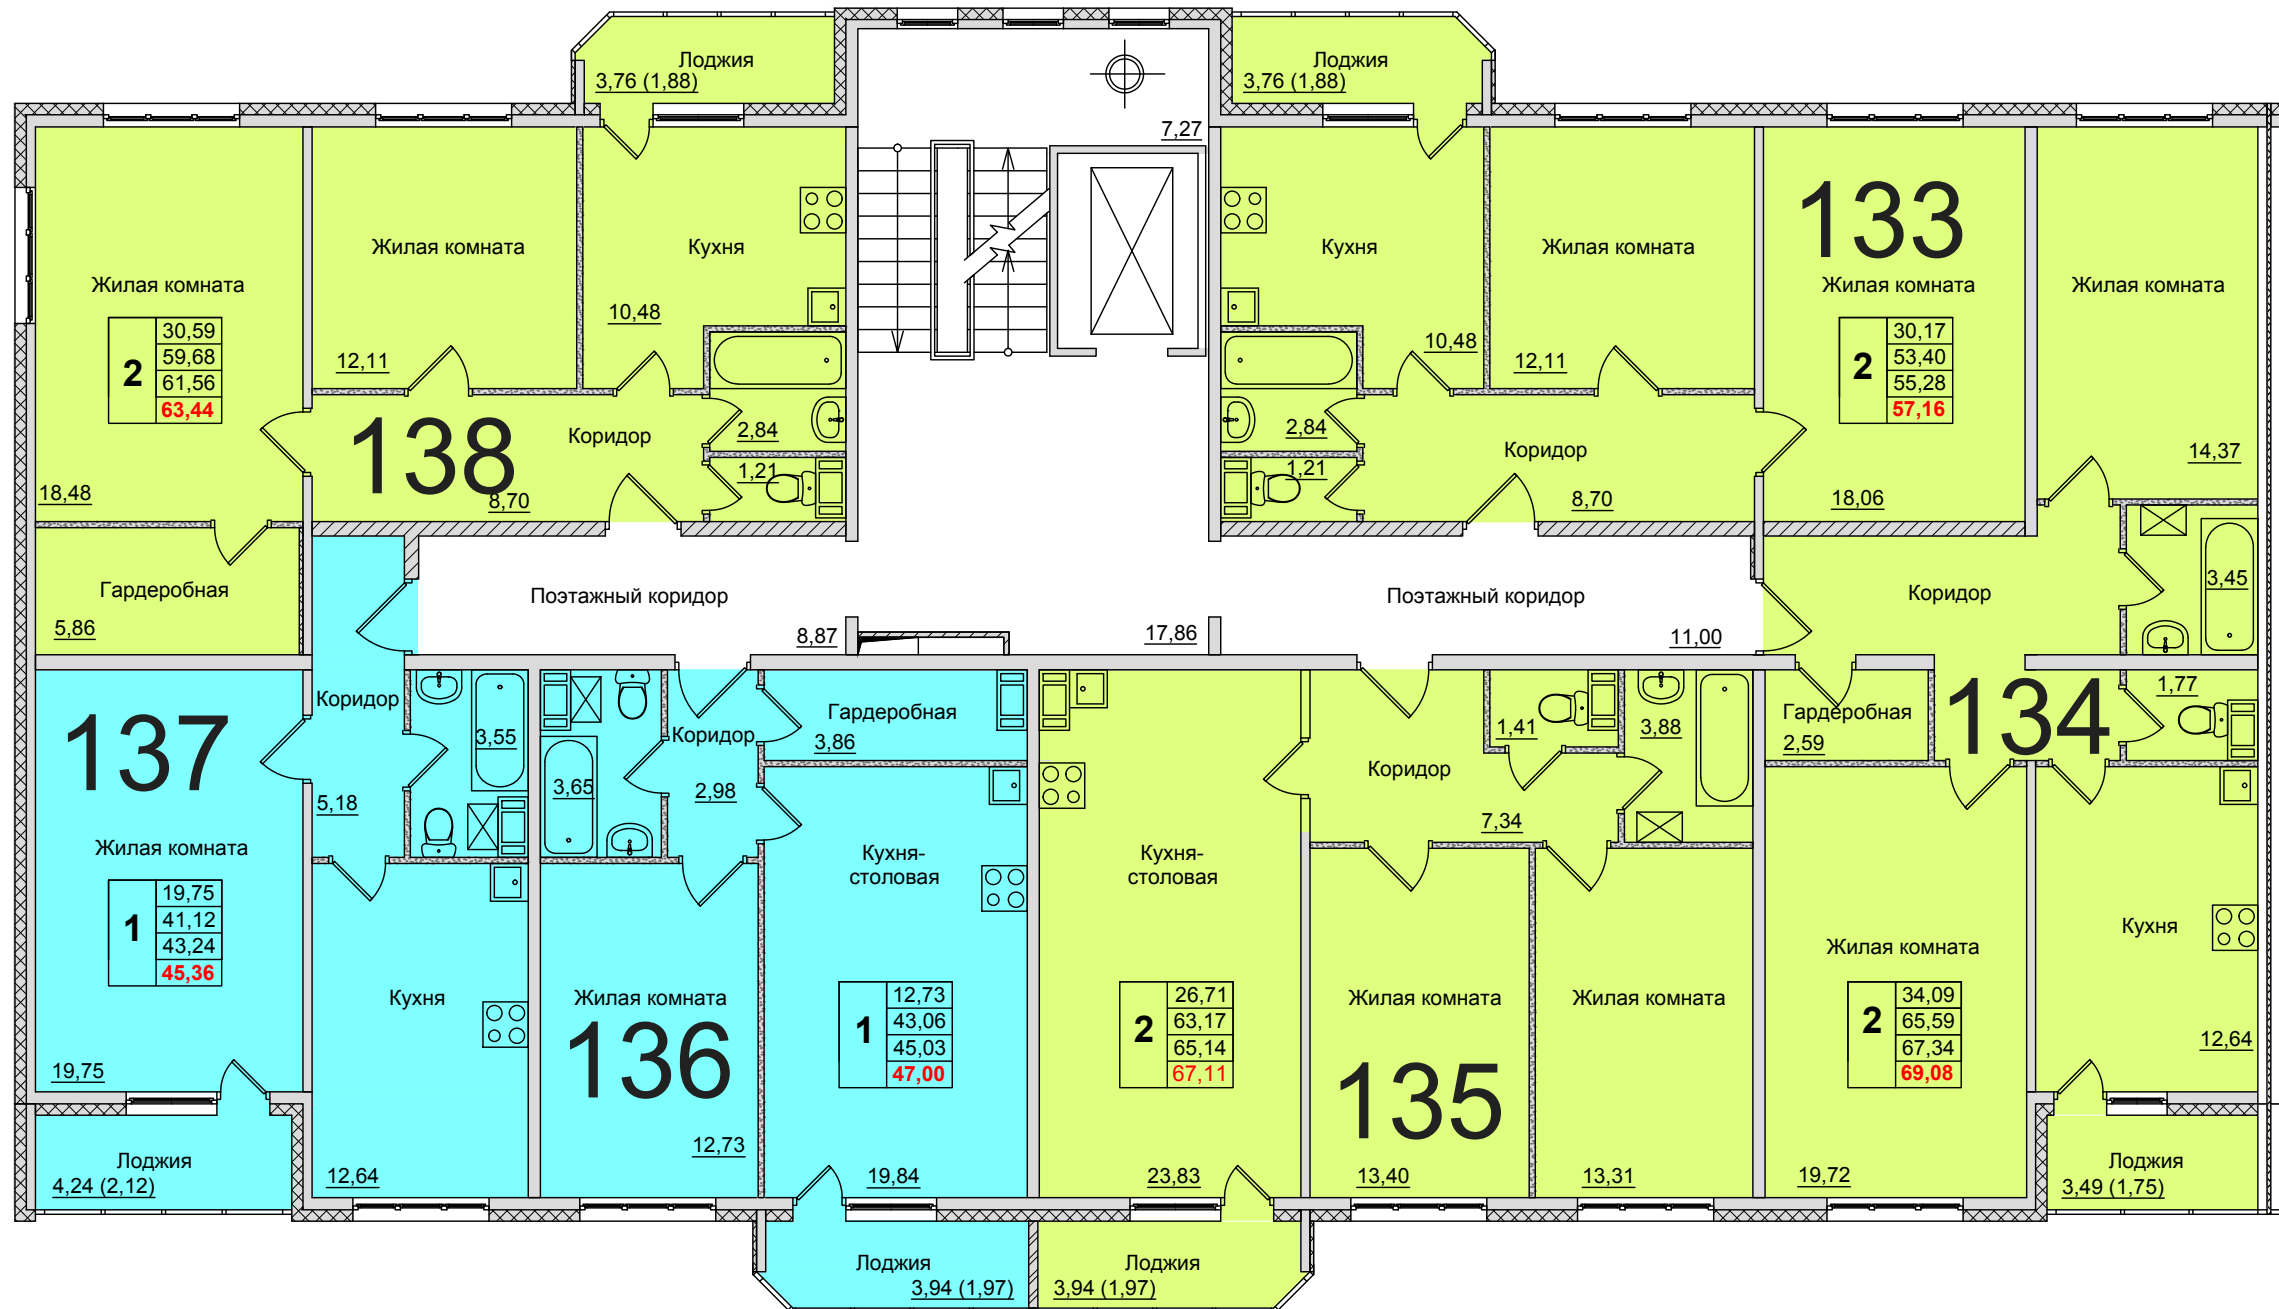 Лоджия
3,76 (1,88)
Лоджия
3,76 (1,88)
7,27
138
Жилая комната
2
30,59
59,68
61,56
63,44
18,48
Жилая комната
12,11
Кухня
10,48
Коридор
8,70
2,84
1,21
Гардеробная
5,86
133
Кухня
10,48
Жилая комната
12,11
Жилая комната
2
30,17
53,40
55,28
57,16
18,06
2,84
1,21
Коридор
8,70
Жилая комната
14,37
Поэтажный коридор
8,87
17,86
Поэтажный коридор
11,00
Коридор
3,45
134
1,77
Гардеробная
2,59
Жилая комната
2
34,09
65,59
67,34
69,08
19,72
Кухня
12,64
Лоджия
3,49 (1,75)
137
Коридор
5,18
3,55
Жилая комната
1
19,75
41,12
43,24
45,36
19,75
Кухня
12,64
Лоджия
4,24 (2,12)
3,65
Коридор
2,98
Гардеробная
3,86
Жилая комната
136
12,73
Кухня-
столовая
1
12,73
43,06
45,03
47,00
19,84
Лоджия
3,94 (1,97)
Кухня-
столовая
2
26,71
63,17
65,14
67,11
23,83
Лоджия
3,94 (1,97)
Коридор
7,34
1,41
3,88
Жилая комната
135
13,40
Жилая комната
13,31